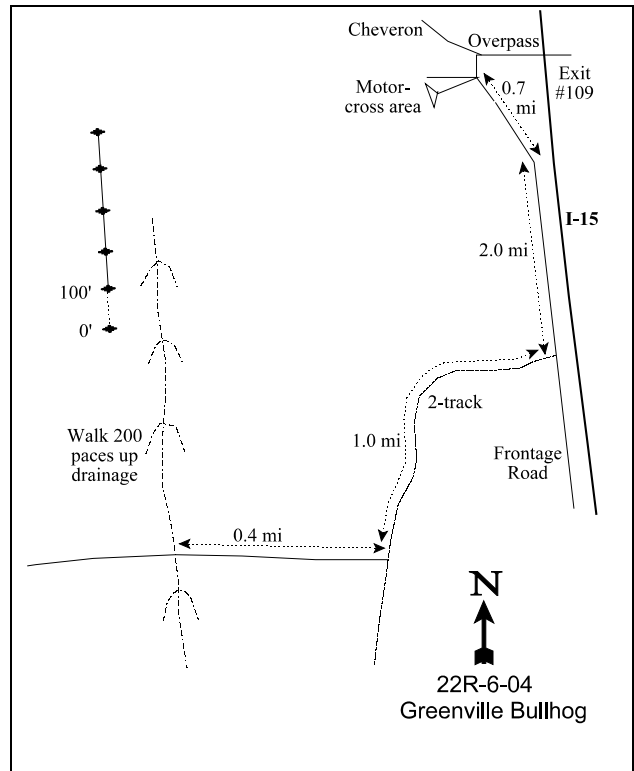 Cheveron
Overpass
Exit
#109
0.7
mi
Motor-
cross area
I-15
2.0 mi
100'
0'
2-track
Walk 200
paces up
drainage
1.0 mi
Frontage
Road
0.4 mi
N
22R-6-04
Greenville Bullhog